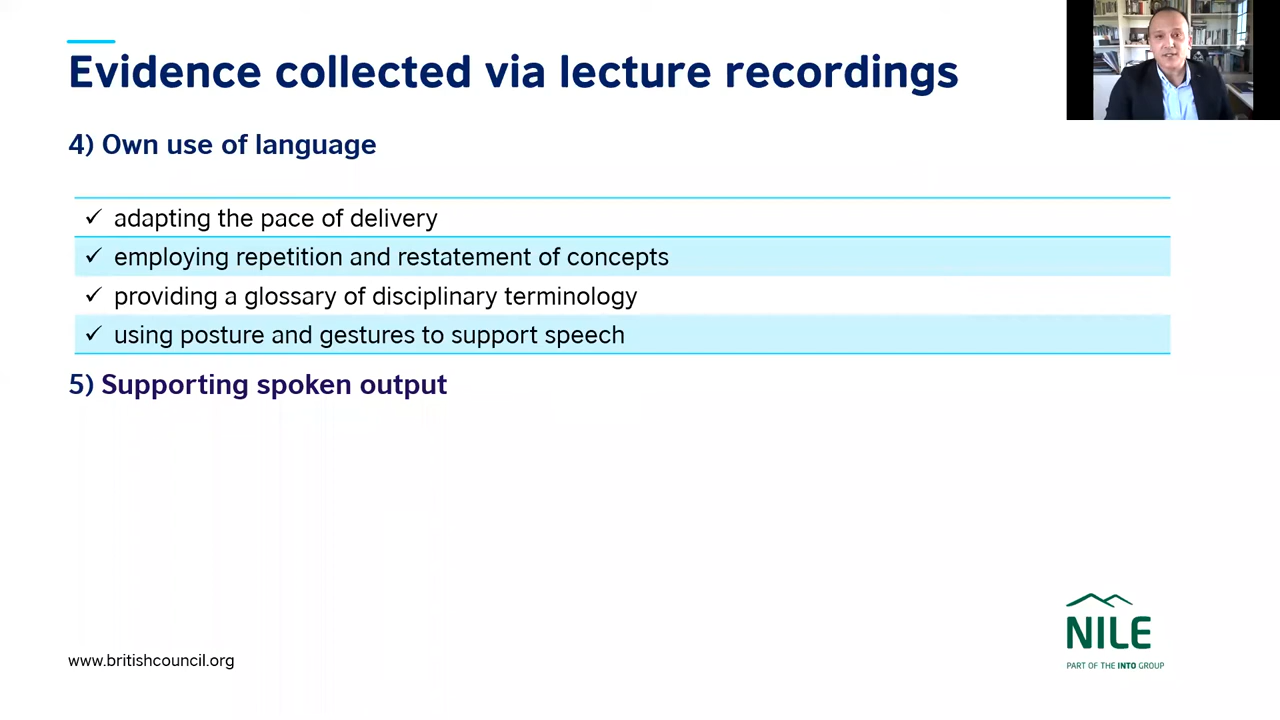 Evidence collected via lecture recordings
4) Own use of language
✓ adapting the pace of delivery
✓ employing repetition and restatement of concepts
✓ providing a glossary of disciplinary terminology
✓ using posture and gestures to support speech
5) Supporting spoken output
www.britishcouncil.org
NILE
PART OF THE INTO GROUP